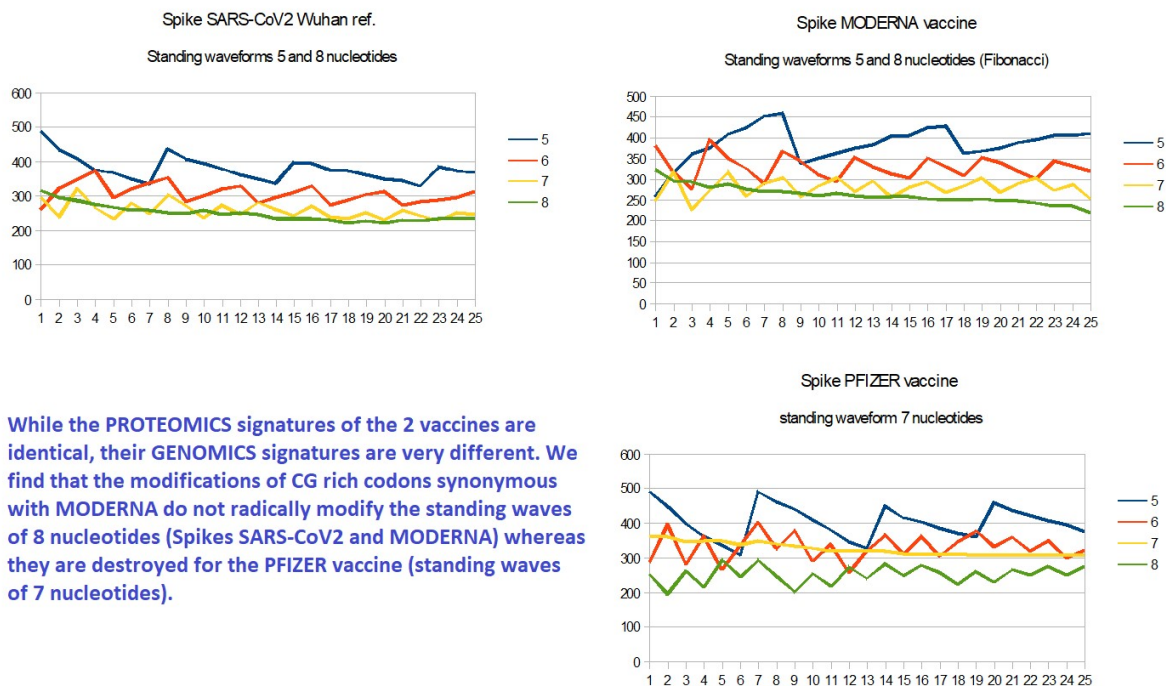 Spike SARS-CoV2 Wuhan ref.
Standing waveforms 5 and 8 nucleotides
600
500
400
300
200
100
0
1 2 3 4 5 6 7 8 9 10 11 12 13 14 15 16 17 18 19 20 21 22 23 24 25
5
6
7
8
Spike MODERNA vaccine
Standing waveforms 5 and 8 nucleotides (Fibonacci)
500
450
400
350
300
250
200
150
100
50
0
1 2 3 4 5 6 7 8 9 10 11 12 13 14 15 16 17 18 19 20 21 22 23 24 25
5
6
7
8
While the PROTEOMICS signatures of the 2 vaccines are
identical, their GENOMICS signatures are very different. We
find that the modifications of CG rich codons synonymous
with MODERNA do not radically modify the standing waves
of 8 nucleotides (Spikes SARS-CoV2 and MODERNA) whereas
they are destroyed for the PFIZER vaccine (standing waves
of 7 nucleotides).
Spike PFIZER vaccine
standing waveform 7 nucleotides
600
500
400
300
200
100
0
1 2 3 4 5 6 7 8 9 10 11 12 13 14 15 16 17 18 19 20 21 22 23 24 25
5
6
7
8